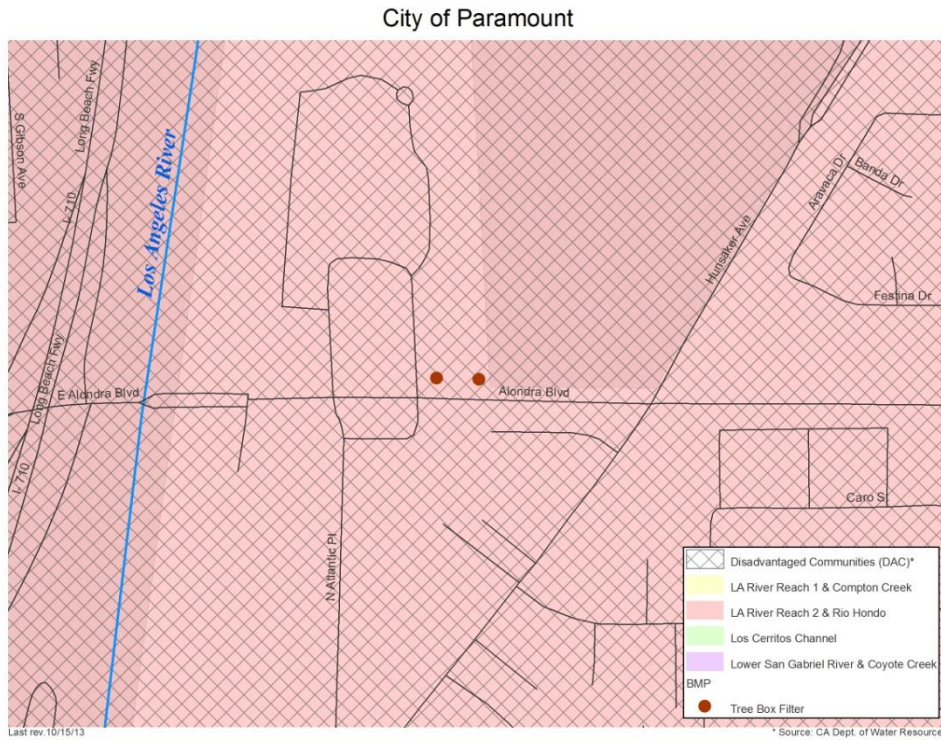 City of Paramount
Long Beach Fwy
S Gibson Ave
I- 710
Los Angeles River
Hunsaker Ave
Aravaca Dr
Banda Dr
Festina Dr
Long Beach Fwy
E Alondra Blvd
Alondra Blvd
I- 710
N Atlantic Pl
Caro S
Disadvantaged Communities (DAC)*
LA River Reach 1 & Compton Creek
LA River Reach 2 & Rio Hondo
Los Cerritos Channel
Lower San Gabriel River & Coyote Creek
BMP
Tree Box Filter
Last rev.10/15/13
* Source: CA Dept. of Water Resource